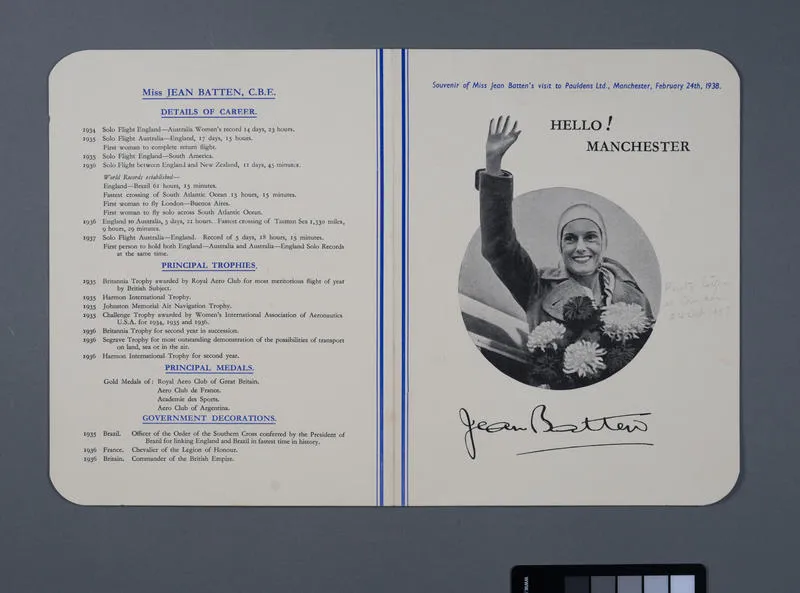 Miss JEAN BATTEN, C.B.E.
DETAILS OF CAREER.
1934 Solo Flight England—Australia Women's record 14 days, 23 hours.
1935 Solo Flight Australia—England, 17 days, 15 hours.
First woman to complete return flight.
1935 Solo Flight England—South America.
1936 Solo Flight between England and New Zealand, 11 days, 45 minutes.
World Records established—
England—Brazil 61 hours, 15 minutes.
Fastest crossing of South Atlantic Ocean 13 hours, 15 minutes.
First woman to fly London—Buenos Aires.
First woman to fly solo across South Atlantic Ocean.
1936 England to Australia, 5 days, 21 hours. Fastest crossing of Tasman Sea 1,330 miles,
9 hours, 29 minutes.
1937 Solo Flight Australia—England. Record of 5 days, 18 hours, 15 minutes.
First person to hold both England—Australia and Australia—England Solo Records
at the same time.
PRINCIPAL TROPHIES.
1935 Britannia Trophy awarded by Royal Aero Club for most meritorious flight of year
by British Subject.
1935 Harmon International Trophy.
1935 Johnston Memorial Air Navigation Trophy.
1935 Challenge Trophy awarded by Women's International Association of Aeronautics
U.S.A. for 1934, 1935 and 1936.
1936 Britannia Trophy for second year in succession.
1936 Segrave Trophy for most outstanding demonstration of the possibilities of transport
on land, sea or in the air.
1936 Harmon International Trophy for second year.
PRINCIPAL MEDALS.
Gold Medals of: Royal Aero Club of Great Britain.
Aero Club de France.
Academie des Sports.
Aero Club of Argentina.
GOVERNMENT DECORATIONS.
1935 Brazil. Officer of the Order of the Southern Cross conferred by the President of
Brazil for linking England and Brazil in fastest time in history.
1936 France. Chevalier of the Legion of Honour.
1936 Britain. Commander of the British Empire.
Souvenir of Miss Jean Batten's visit to Pauldens Ltd., Manchester, February 24th, 1938.
HELLO!
MANCHESTER
Jean Batten